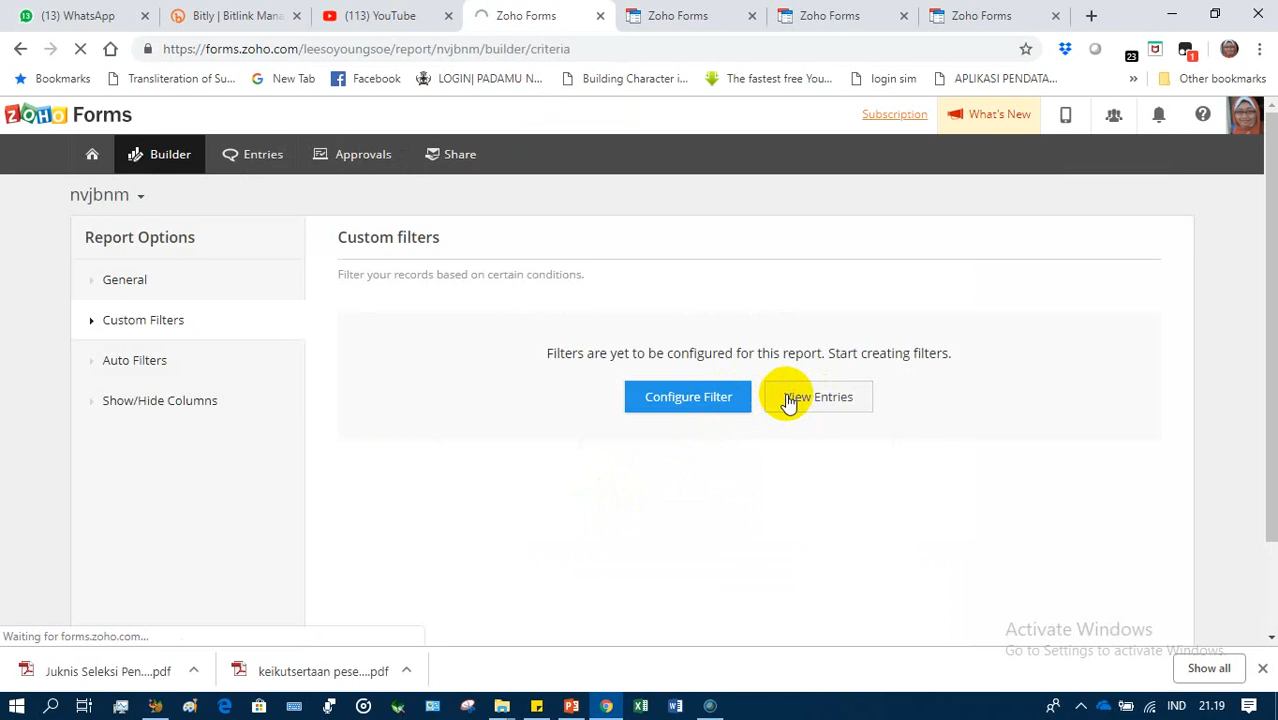 (13) WhatsApp
Bitly | Bitlink Mana
(113) YouTube
Zoho Forms
Zoho Forms
Zoho Forms
Zoho Forms
https://forms.zoho.com/leesoyoungsoe/report/nvjbnm/builder/criteria
23
1
Bookmarks
Transliteration of Su...
New Tab
Facebook
LOGIN| PADAMU N...
Building Character i...
The fastest free You...
login sim
APLIKASI PENDATA...
»
Other bookmarks
ZOHO Forms
Subscription
What's New
Builder
Entries
Approvals
Share
nvjbnm
Report Options
General
Custom Filters
Auto Filters
Show/Hide Columns
Custom filters
Filter your records based on certain conditions.
Filters are yet to be configured for this report. Start creating filters.
Configure Filter
View Entries
Waiting for forms.zoho.com...
Activate Windows
Go to Settings to activate Windows.
Juknis Seleksi Pen....pdf
keikutsertaan pese....pdf
Show all
IND
21.19